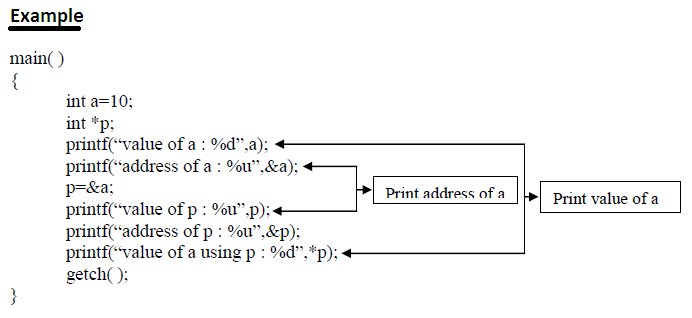 Example
main( )
{
int a=10;
int *p;
printf(“value of a : %d”,a);
printf(“address of a : %u”,&a);
p=&a;
printf(“value of p : %u”,p);
printf(“address of p : %u”,&p);
printf(“value of a using p : %d”,*p);
getch( );
}
Print address of a
Print value of a